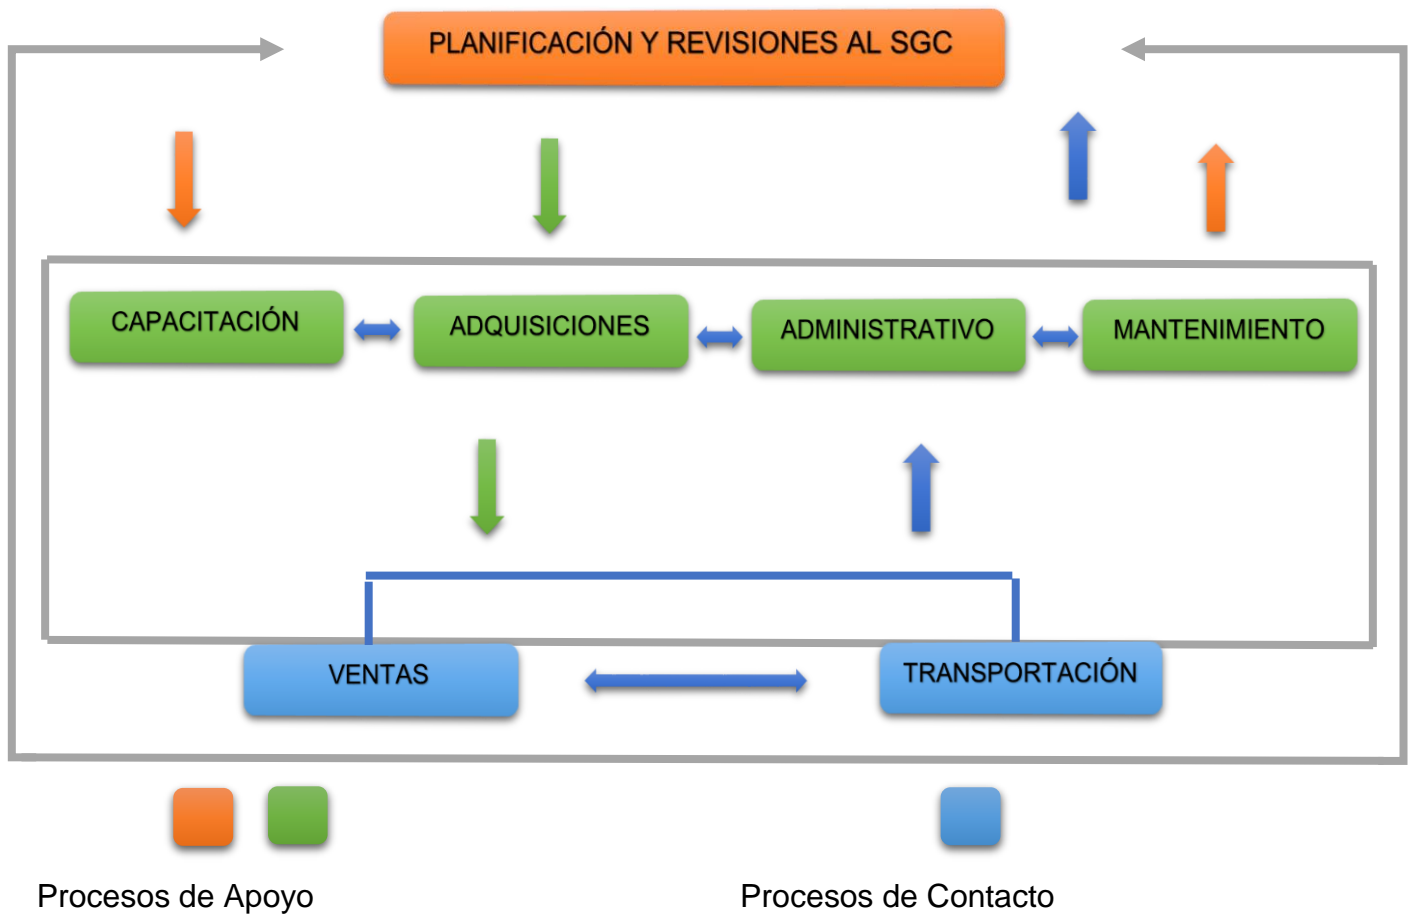 PLANIFICACIÓN Y REVISIONES AL SGC
CAPACITACIÓN
ADQUISICIONES
ADMINISTRATIVO
MANTENIMIENTO
VENTAS
TRANSPORTACIÓN
Procesos de Apoyo
Procesos de Contacto